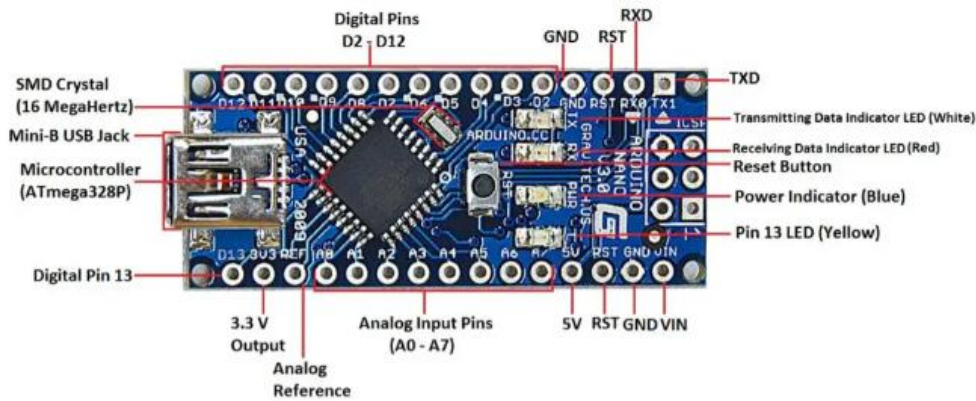 Digital Pins
D2 - D12
GND
RST
RXD
TXD
SMD Crystal
(16 MegaHertz)
Mini-B USB Jack
Microcontroller
(ATmega328P)
D12 D11 D10 D9 D8 D7 D6 D5 D4 D3 D2 GND RST RX0 TX1
ICSP
USA
2009
ARDUINO.CC
TX
RX
RST
PWR
L
GRAVITECH.US
ARDUINO
NANO
V3.0
1
Transmitting Data Indicator LED (White)
Receiving Data Indicator LED (Red)
Reset Button
Power Indicator (Blue)
Pin 13 LED (Yellow)
D13 3V3 REF A0 A1 A2 A3 A4 A5 A6 A7 5V RST GND VIN
Digital Pin 13
3.3 V
Output
Analog
Reference
Analog Input Pins
(A0 - A7)
5V
RST
GND
VIN